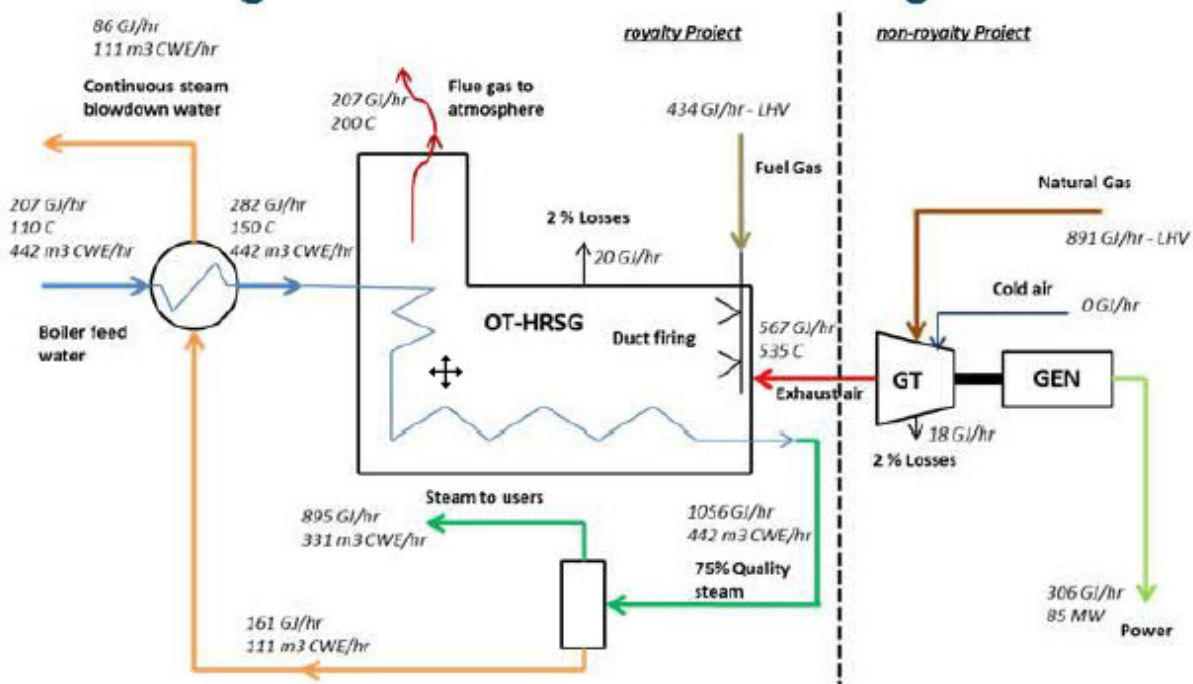 royalty Project
non-royalty Project
86 GJ/hr
111 m3 CWE/hr
Continuous steam
blowdown water
207 GJ/hr
200 C
Flue gas to
atmosphere
434 GJ/hr - LHV
Fuel Gas
Natural Gas
891 GJ/hr - LHV
207 GJ/hr
110 C
442 m3 CWE/hr
282 GJ/hr
150 C
442 m3 CWE/hr
2 % Losses
20 GJ/hr
Cold air
0 GJ/hr
Boiler feed
water
OT-HRSG
Duct firing
567 GJ/hr
535 C
Exhaust air
GT
GEN
18 GJ/hr
2 % Losses
Steam to users
895 GJ/hr
331 m3 CWE/hr
1056 GJ/hr
442 m3 CWE/hr
75% Quality
steam
161 GJ/hr
111 m3 CWE/hr
306 GJ/hr
85 MW
Power